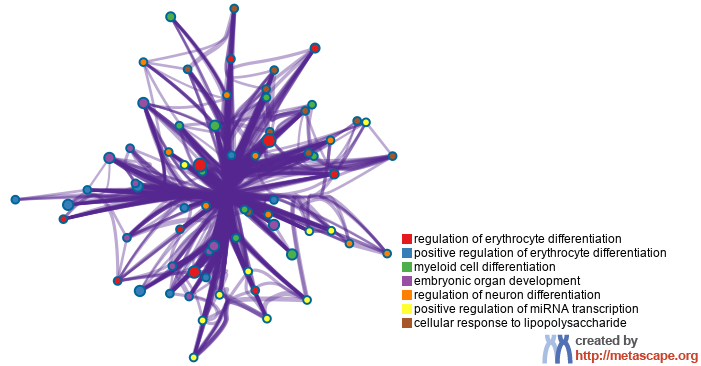 regulation of erythrocyte differentiation
positive regulation of erythrocyte differentiation
myeloid cell differentiation
embryonic organ development
regulation of neuron differentiation
positive regulation of miRNA transcription
cellular response to lipopolysaccharide
created by
http://metascape.org